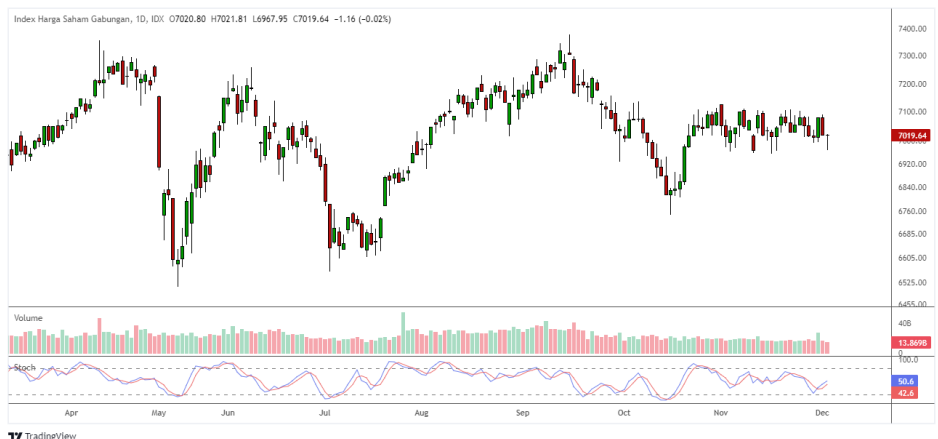 Index Harga Saham Gabungan, 1D, IDX O7020.80 H7021.81 L6967.95 C7019.64 −1.16 (−0.02%)
7400.00
7300.00
7200.00
7100.00
7019.64
6920.00
6840.00
6760.00
6685.00
6605.00
6525.00
6455.00
Volume
40B
13.869B
0
100.0
Stoch
50.6
42.6
Apr May Jun Jul Aug Sep Oct Nov Dec
TradingView